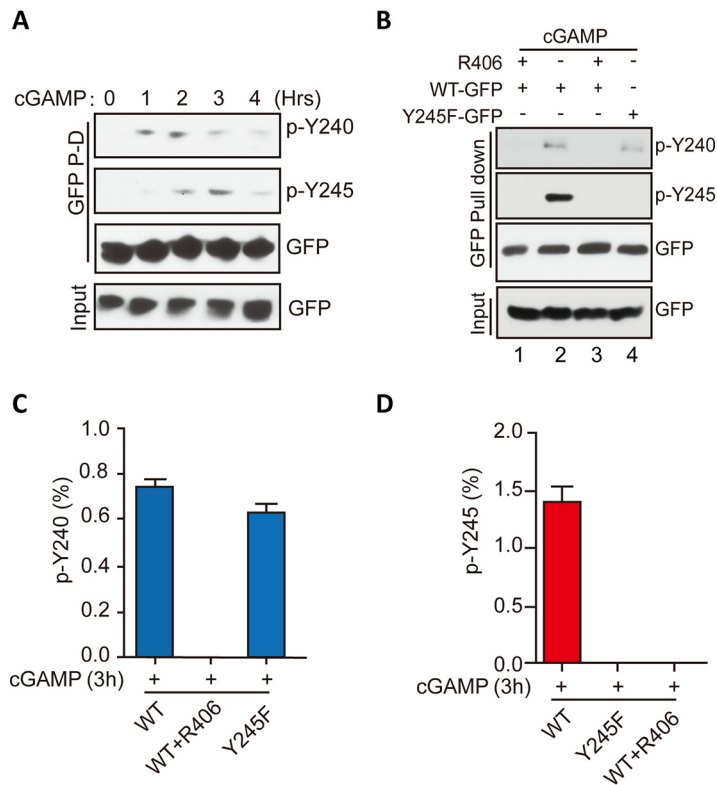 A
cGAMP : 0 1 2 3 4 (Hrs)
GFP P-D
p-Y240
p-Y245
GFP
Input
GFP
B
cGAMP
R406 + - + -
WT-GFP + + + -
Y245F-GFP - - - +
GFP Pull down
p-Y240
p-Y245
GFP
Input
GFP
1 2 3 4
C
p-Y240 (%)
1.0
0.8
0.6
0.4
0.2
0.0
cGAMP (3h) + + +
WT
WT+R406
Y245F
D
p-Y245 (%)
2.0
1.5
1.0
0.5
0.0
cGAMP (3h) + + +
WT
Y245F
WT+R406